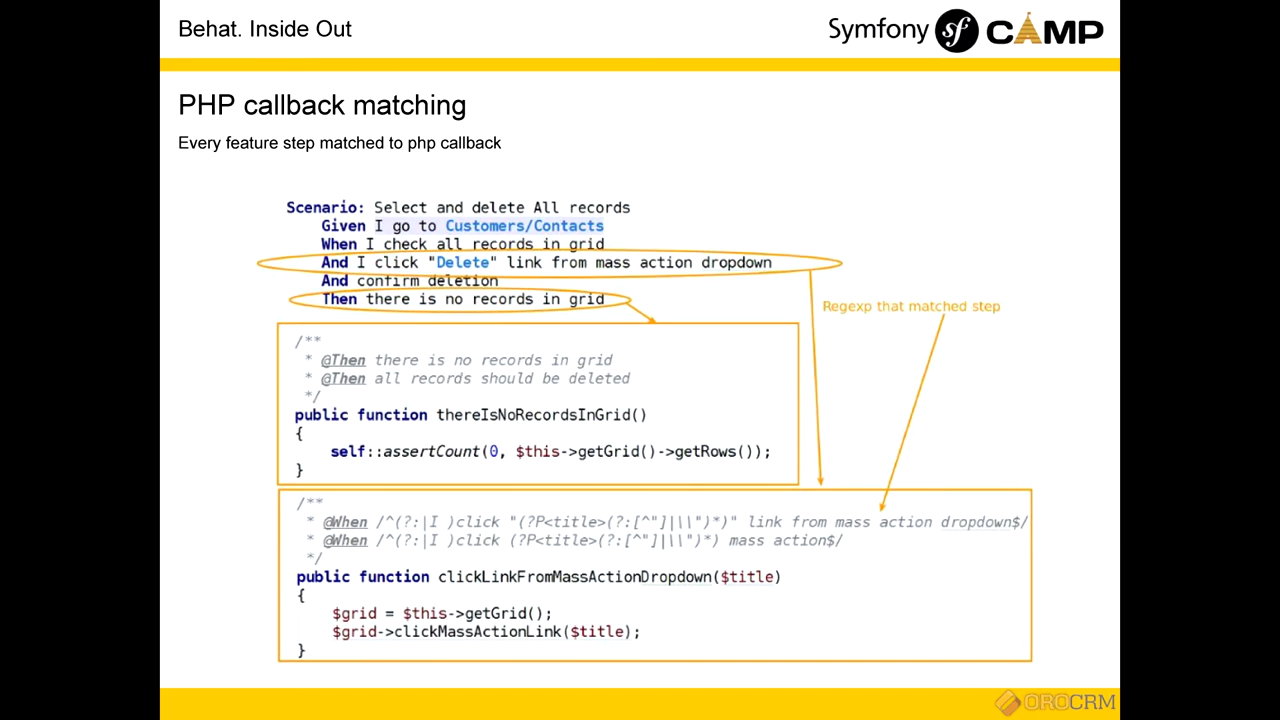 Behat. Inside Out
Symfony sf CAMP
PHP callback matching
Every feature step matched to php callback
Scenario: Select and delete All records
Given I go to Customers/Contacts
When I check all records in grid
And I click "Delete" link from mass action dropdown
And confirm deletion
Then there is no records in grid
Regexp that matched step
/**
* @Then there is no records in grid
* @Then all records should be deleted
*/
public function thereIsNoRecordsInGrid()
{
self::assertCount(0, $this->getGrid()->getRows());
}
/**
* @When /^(?:|I )click "(?P<title>(?:[^"]|\\")*)" link from mass action dropdown$/
* @When /^(?:|I )click (?P<title>(?:[^"]|\\")*) mass action$/
*/
public function clickLinkFromMassActionDropdown($title)
{
$grid = $this->getGrid();
$grid->clickMassActionLink($title);
}
OROCRM